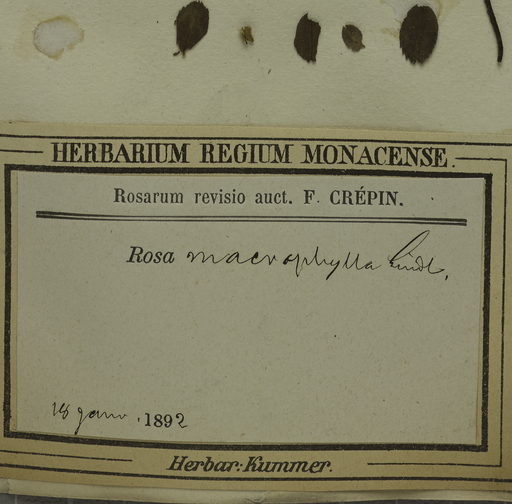 HERBARIUM REGIUM MONACENSE.
Rosarum revisio auct. F. CRÉPIN.
Rosa macrophylla Lindl.
18 janv. 1892
Herbar: Kummer.